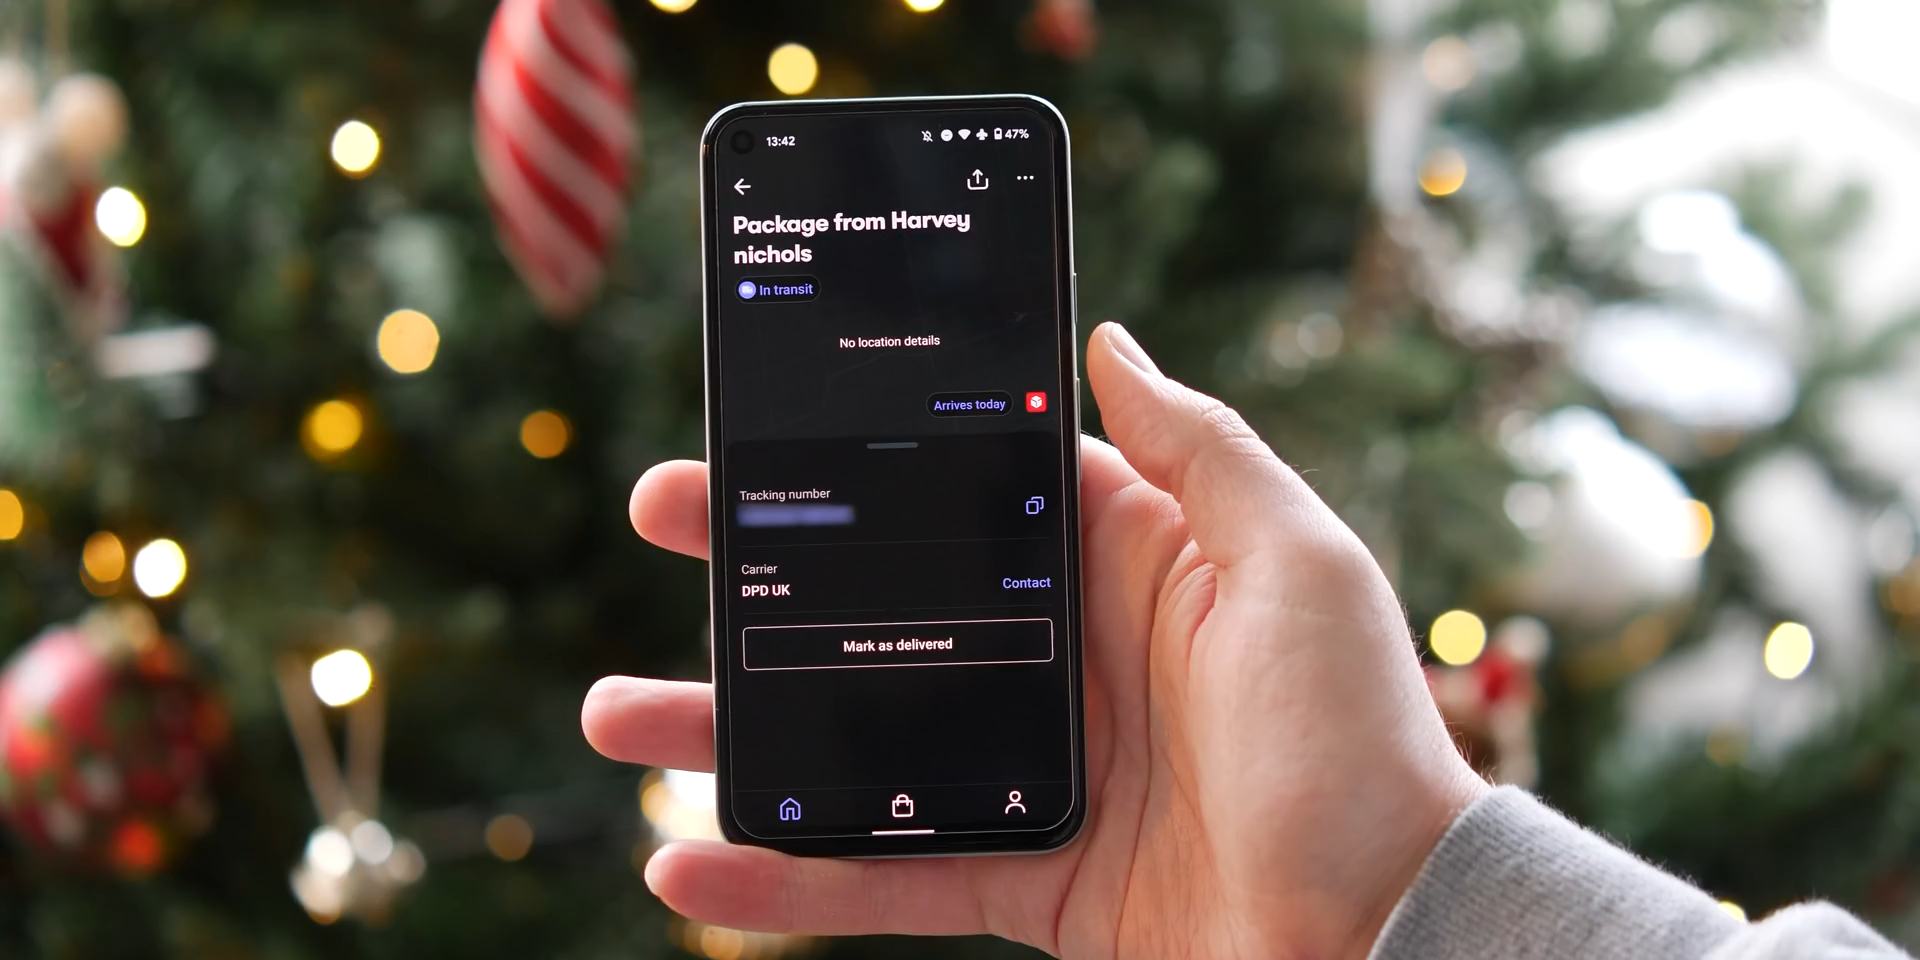 13:42
47%
Package from Harvey
nichols
In transit
No location details
Arrives today
Tracking number
Carrier
DPD UK
Contact
Mark as delivered